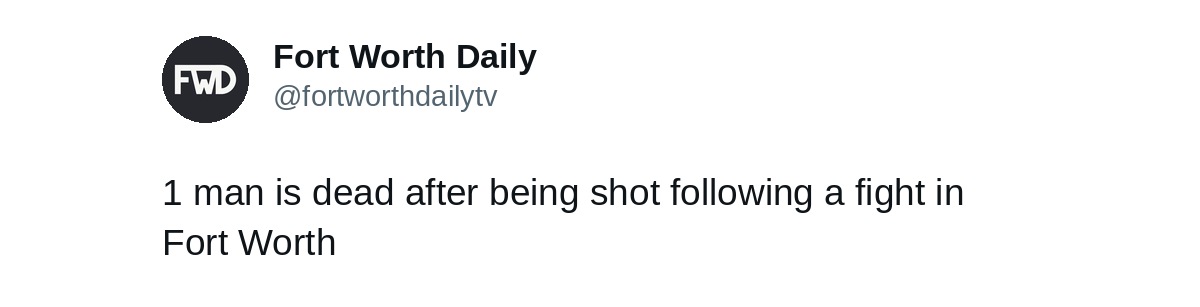 FWD
Fort Worth Daily
@fortworthdailytv
1 man is dead after being shot following a fight in
Fort Worth